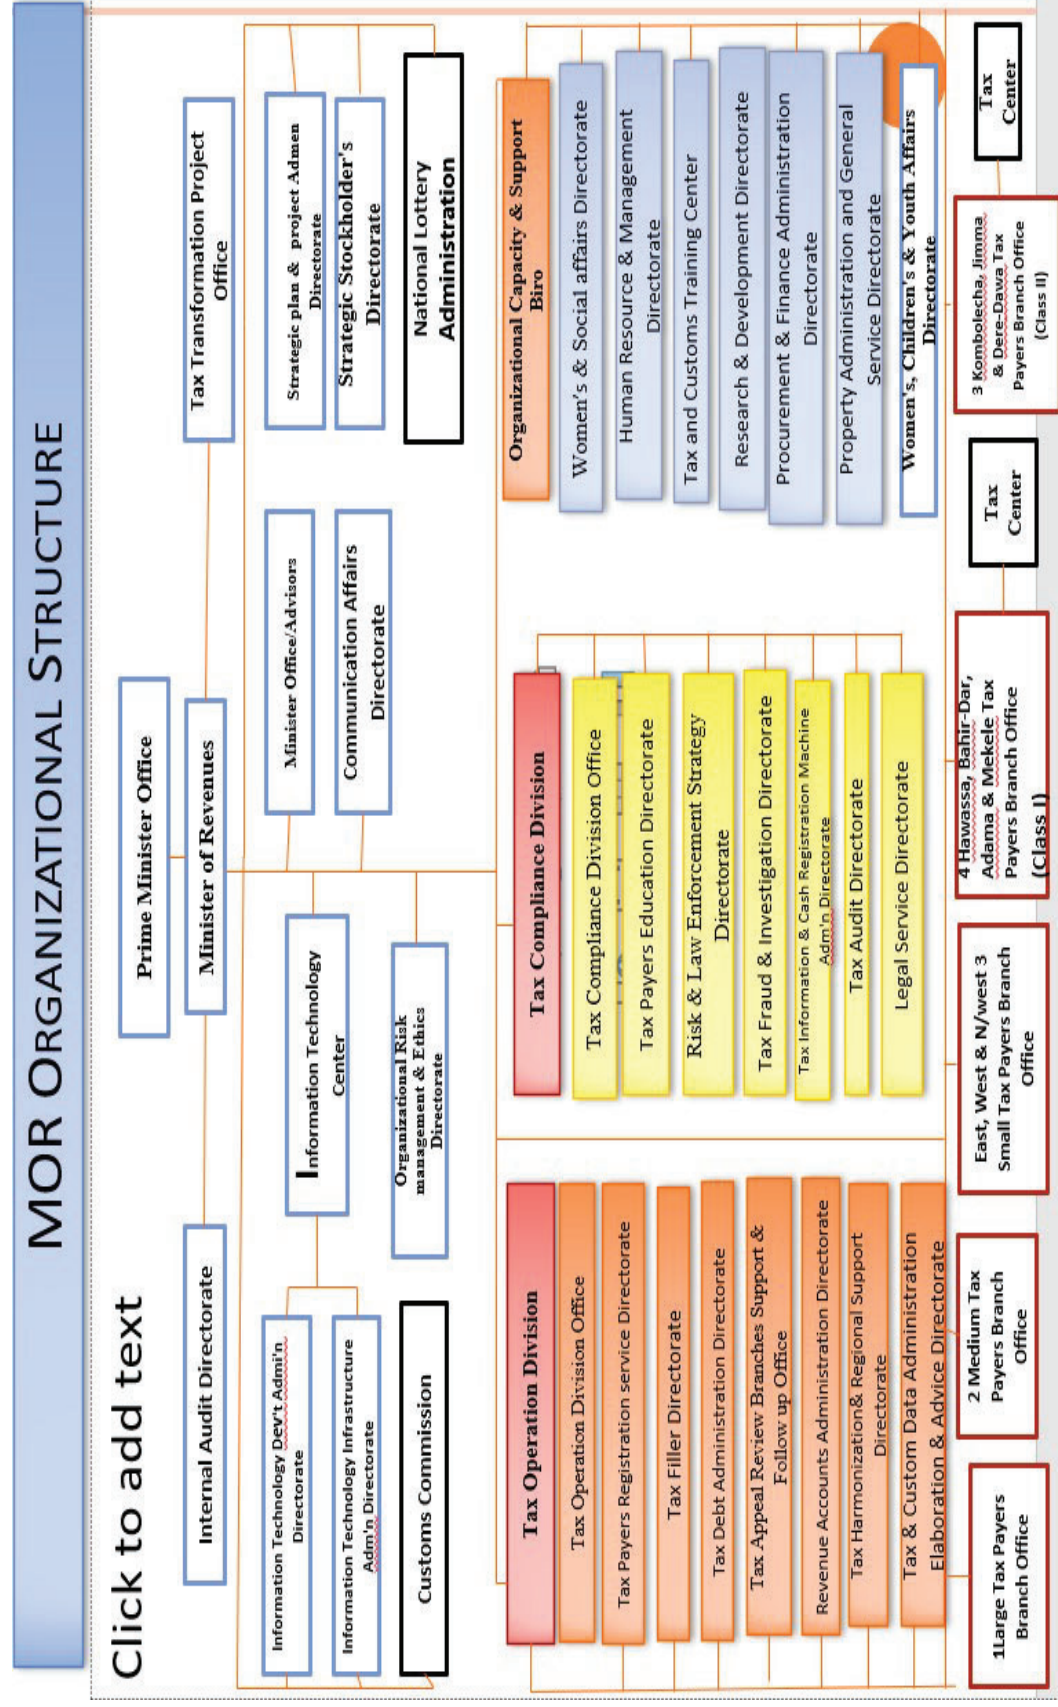 MOR ORGANIZATIONAL STRUCTURE
Click to add text
Prime Minister Office
Internal Audit Directorate
Minister of Revenues
Tax Transformation Project
Office
Information Technology Dev't Admi'n
Directorate
Information Technology Infrastructure
Adm'n Directorate
Customs Commission
Information Technology
Center
Organizational Risk
management & Ethics
Directorate
Minister Office/Advisors
Communication Affairs
Directorate
Strategic plan & project Admen
Directorate
Strategic Stockholder's
Directorate
National Lottery
Administration
Tax Operation Division
Tax Operation Division Office
Tax Payers Registration service Directorate
Tax Filler Directorate
Tax Debt Administration Directorate
Tax Appeal Review Branches Support &
Follow up Office
Revenue Accounts Administration Directorate
Tax Harmonization& Regional Support
Directorate
Tax & Custom Data Administration
Elaboration & Advice Directorate
Tax Compliance Division
Tax Compliance Division Office
Tax Payers Education Directorate
Risk & Law Enforcement Strategy
Directorate
Tax Fraud & Investigation Directorate
Tax Information & Cash Registration Machine
Adm'n Directorate
Tax Audit Directorate
Legal Service Directorate
Organizational Capacity & Support
Biro
Women's & Social affairs Directorate
Human Resource & Management
Directorate
Tax and Customs Training Center
Research & Development Directorate
Procurement & Finance Administration
Directorate
Property Administration and General
Service Directorate
Women's, Children's & Youth Affairs
Directorate
1Large Tax Payers
Branch Office
2 Medium Tax
Payers Branch
Office
East, West & N/west 3
Small Tax Payers Branch
Office
4 Hawassa, Bahir-Dar,
Adama & Mekele Tax
Payers Branch Office
(Class I)
Tax
Center
3 Kombolecha, Jimma
& Dere-Dawa Tax
Payers Branch Office
(Class II)
Tax
Center